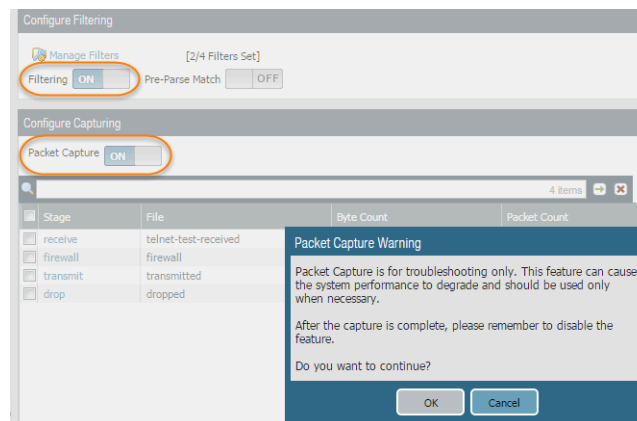 Configure Filtering
Manage Filters [2/4 Filters Set]
Filtering ON Pre-Parse Match OFF
Configure Capturing
Packet Capture ON
4 items
Stage File Byte Count Packet Count
receive telnet-test-received
firewall firewall
transmit transmitted
drop dropped
Packet Capture Warning
Packet Capture is for troubleshooting only. This feature can cause
the system performance to degrade and should be used only
when necessary.
After the capture is complete, please remember to disable the
feature.
Do you want to continue?
OK Cancel